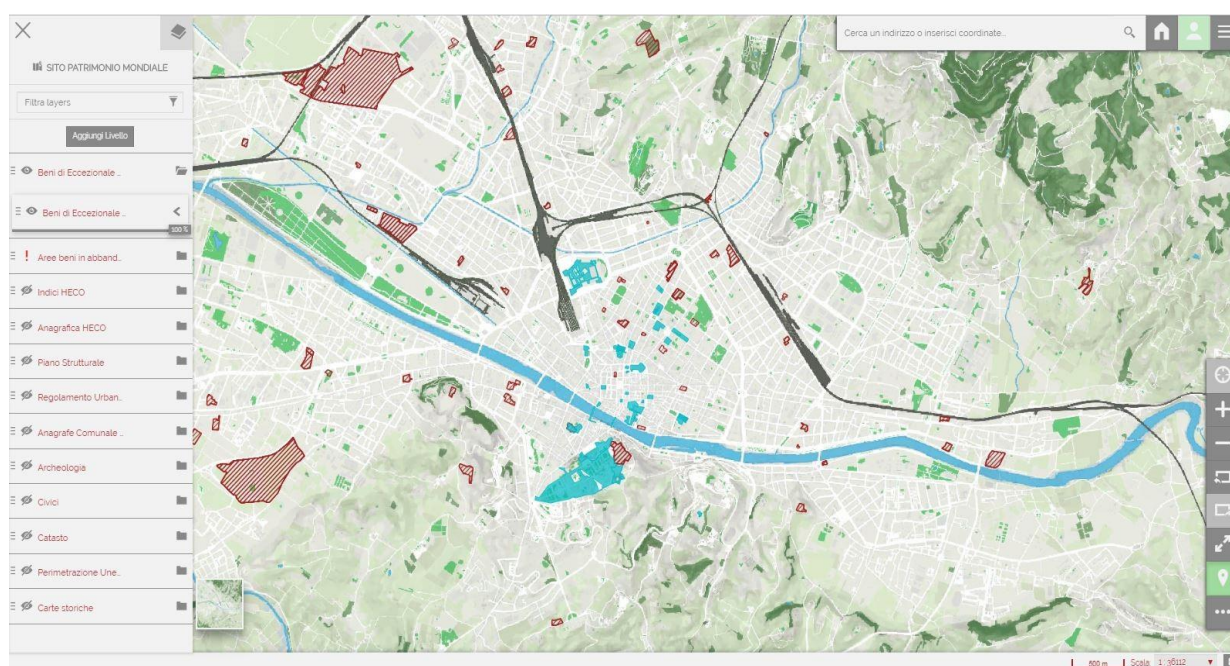 Cerca un indirizzo o inserisci coordinate..
SITO PATRIMONIO MONDIALE
Filtra layers
Aggiungi Livello
Beni di Eccezionale ..
Beni di Eccezionale ..
100 %
Aree beni in abband..
Indici HECO
Anagrafica HECO
Piano Strutturale
Regolamento Urban..
Anagrafe Comunale ..
Archeologia
Civici
Catasto
Perimetrazione Une..
Carte storiche
500 m Scala 1 : 36112